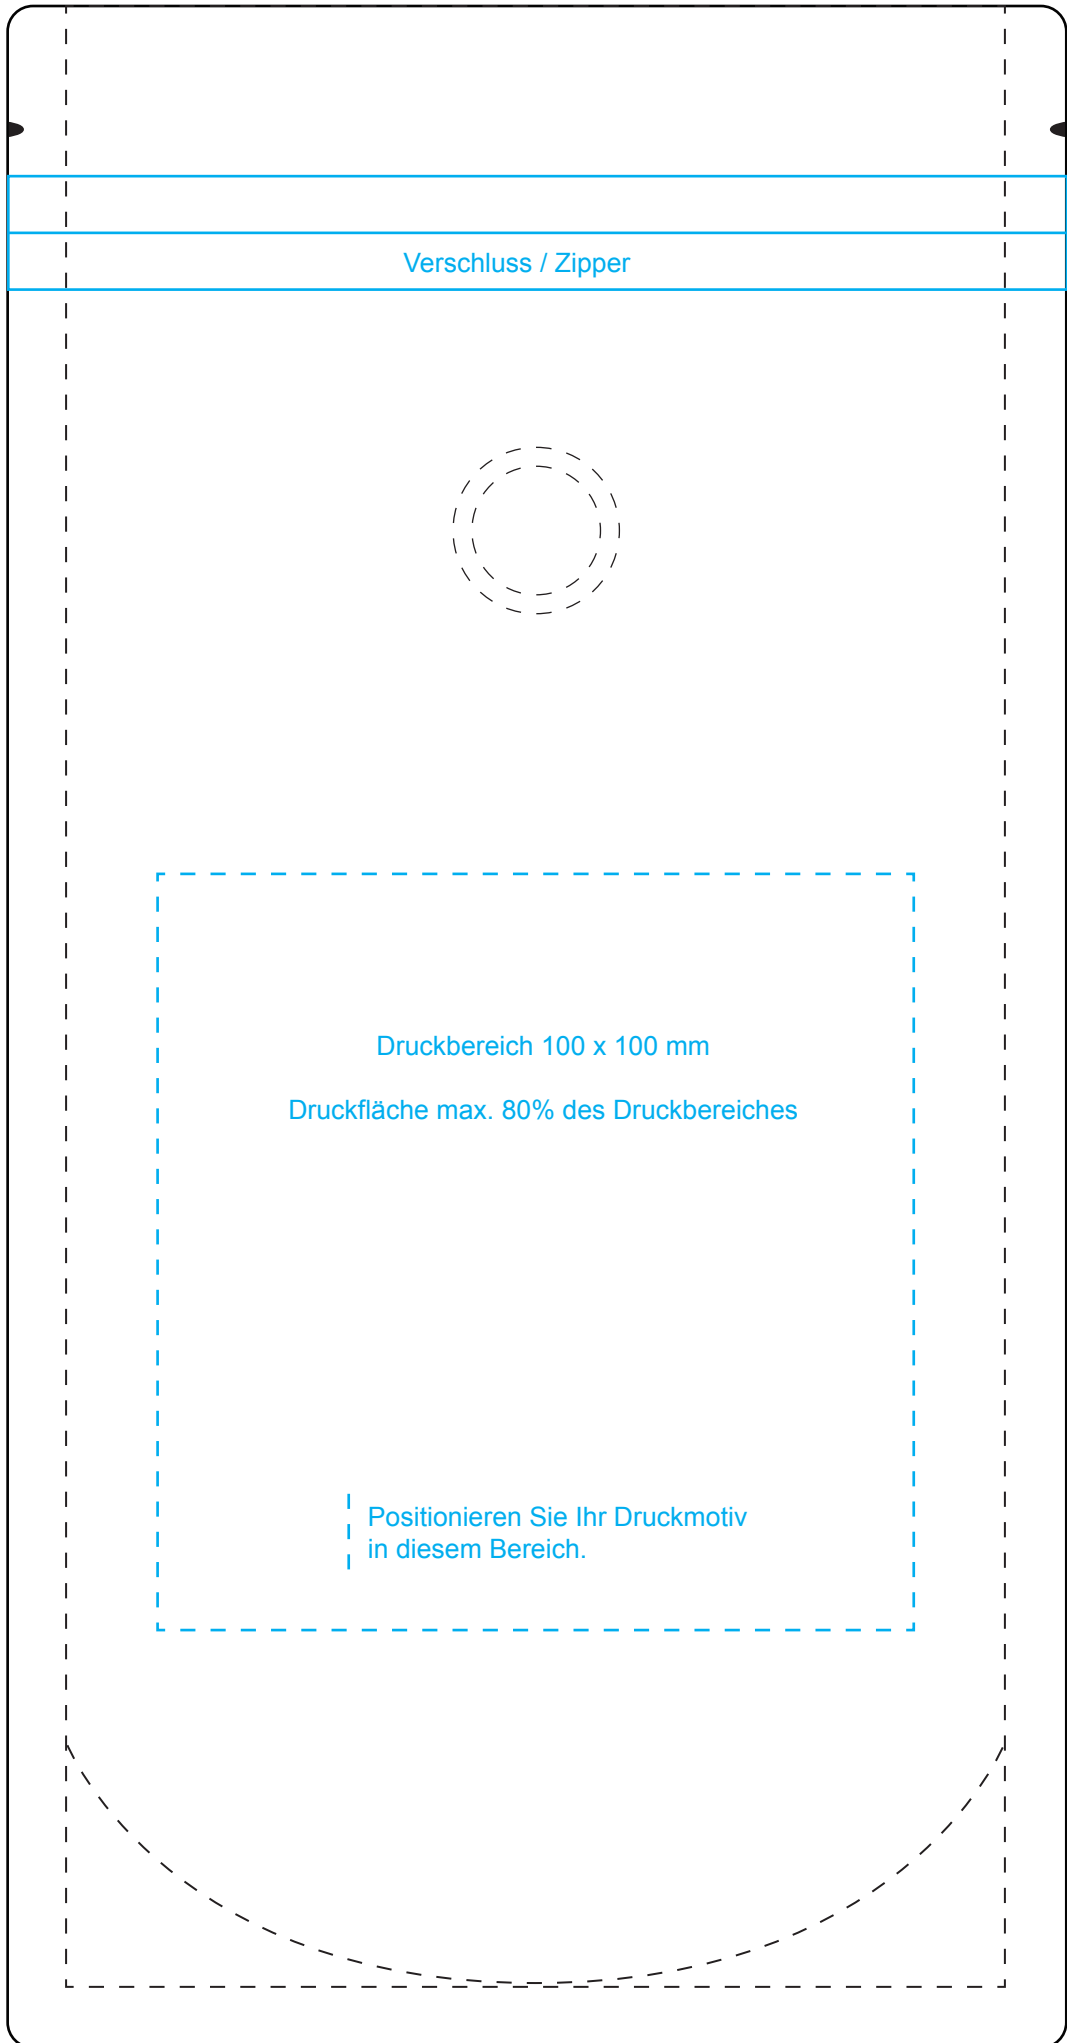 Verschluss / Zipper
Druckbereich 100 x 100 mm
Druckfläche max. 80% des Druckbereiches
Positionieren Sie Ihr Druckmotiv
in diesem Bereich.